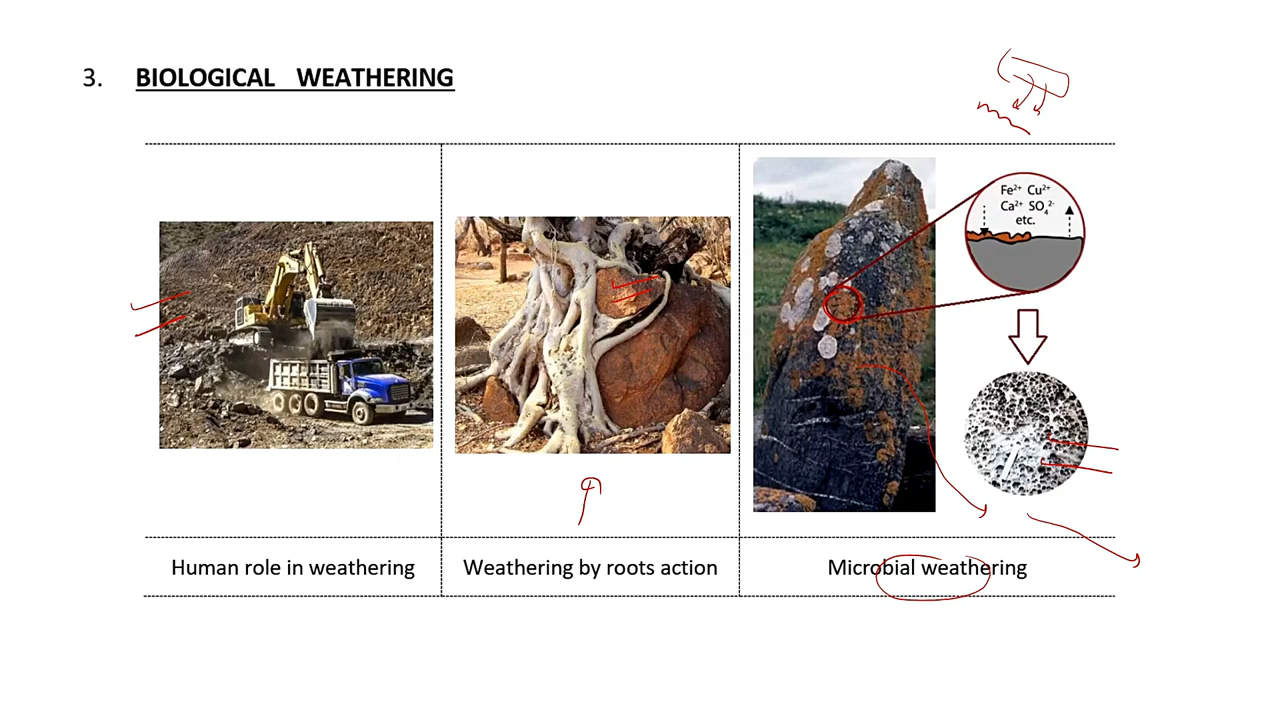 3. BIOLOGICAL WEATHERING
Fe²⁺ Cu²⁺
Ca²⁺ SO₄²⁻
etc.
Human role in weathering
Weathering by roots action
Microbial weathering